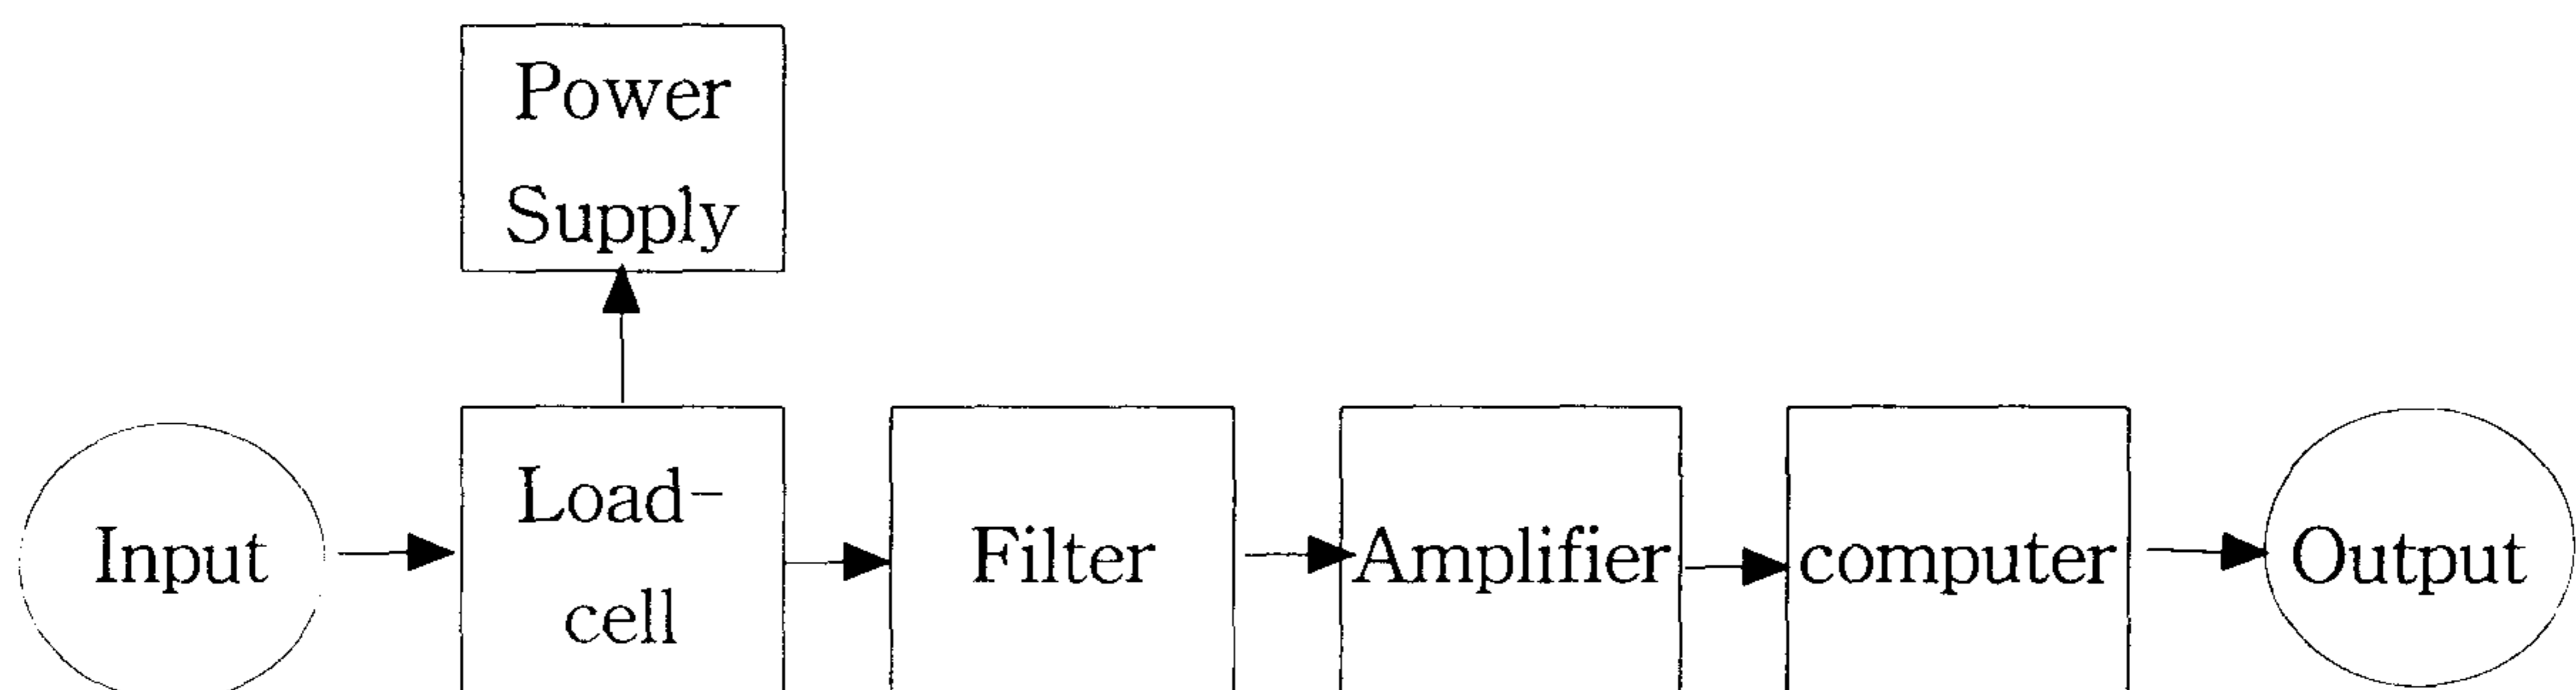 Power
Supply
Input
Load-
cell
Filter
Amplifier
computer
Output